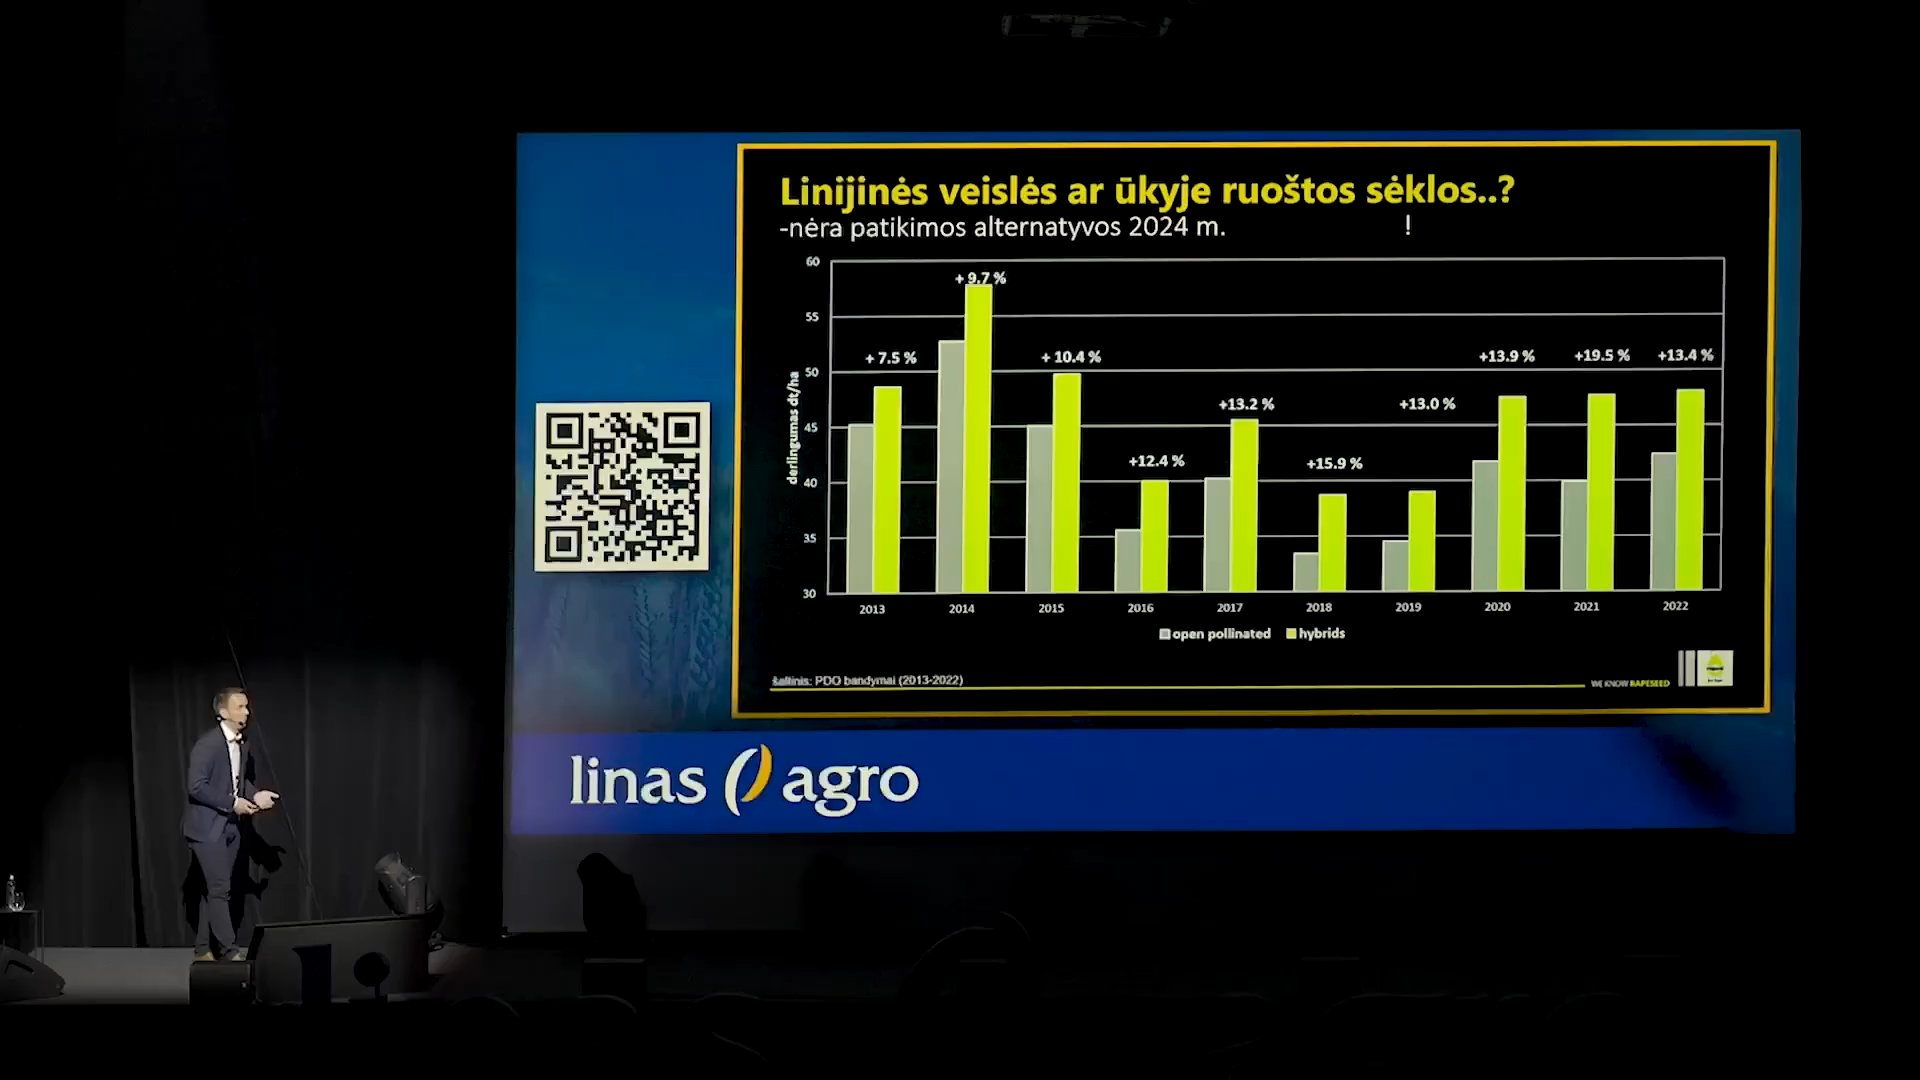 Linijinės veislės ar ūkyje ruoštos sėklos..?
-nėra patikimos alternatyvos 2024 m. !
derlingumas dt/ha
60
55
50
45
40
35
30
+ 7.5 %
+ 9.7 %
+ 10.4 %
+12.4 %
+13.2 %
+15.9 %
+13.0 %
+13.9 %
+19.5 %
+13.4 %
2013 2014 2015 2016 2017 2018 2019 2020 2021 2022
open pollinated hybrids
šaltinis: PDO bandymai (2013-2022)
WE KNOW RAPESEED
linas agro